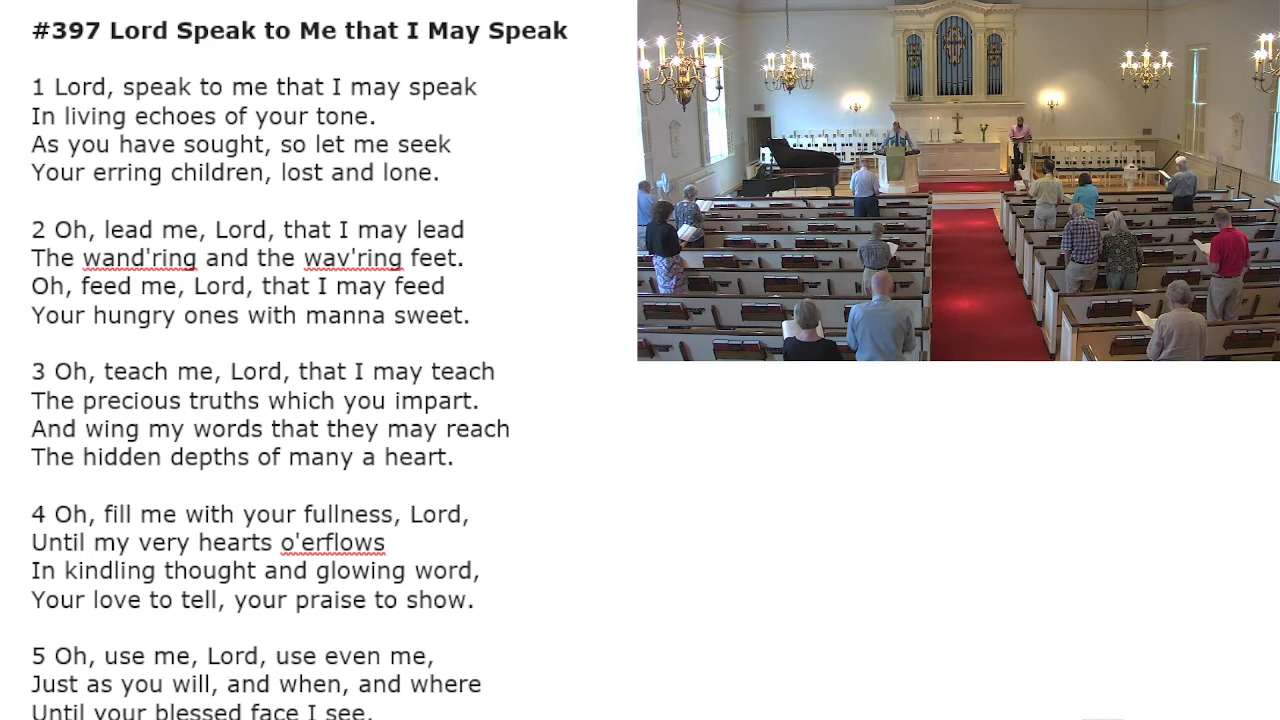 #397 Lord Speak to Me that I May Speak
1 Lord, speak to me that I may speak
In living echoes of your tone.
As you have sought, so let me seek
Your erring children, lost and lone.
2 Oh, lead me, Lord, that I may lead
The wand'ring and the wav'ring feet.
Oh, feed me, Lord, that I may feed
Your hungry ones with manna sweet.
3 Oh, teach me, Lord, that I may teach
The precious truths which you impart.
And wing my words that they may reach
The hidden depths of many a heart.
4 Oh, fill me with your fullness, Lord,
Until my very hearts o'erflows
In kindling thought and glowing word,
Your love to tell, your praise to show.
5 Oh, use me, Lord, use even me,
Just as you will, and when, and where
Until your blessed face I see,